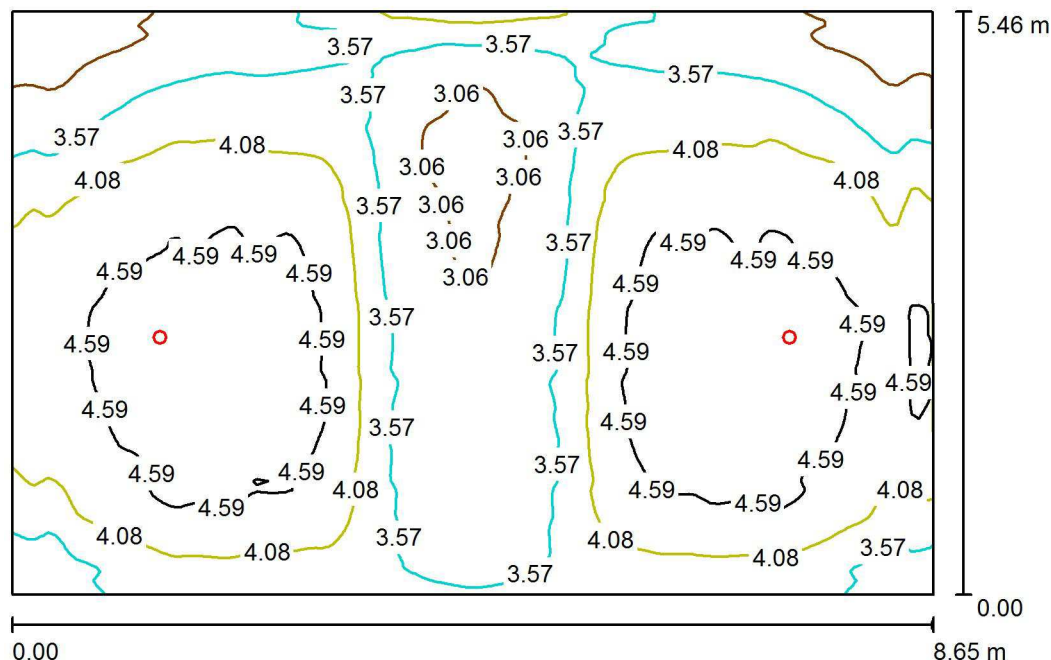 5.46 m
3.57 3.57
3.57
3.57 3.06
3.57 3.06 3.57
4.08 4.08
3.06
4.08 3.06 4.08
3.57 3.06
3.06 3.57 4.59
4.59 4.59 4.59 4.59
4.59 4.59 3.06 4.59
3.57 4.59
4.59 4.59 3.57 4.59
4.59 4.59 4.59 4.59
3.57 4.59
4.59 4.59 3.57 4.59
4.08 4.59 4.08
4.59 4.59
4.08 3.57 4.08 3.57
4.08 4.08
3.57
0.00
0.00 8.65 m